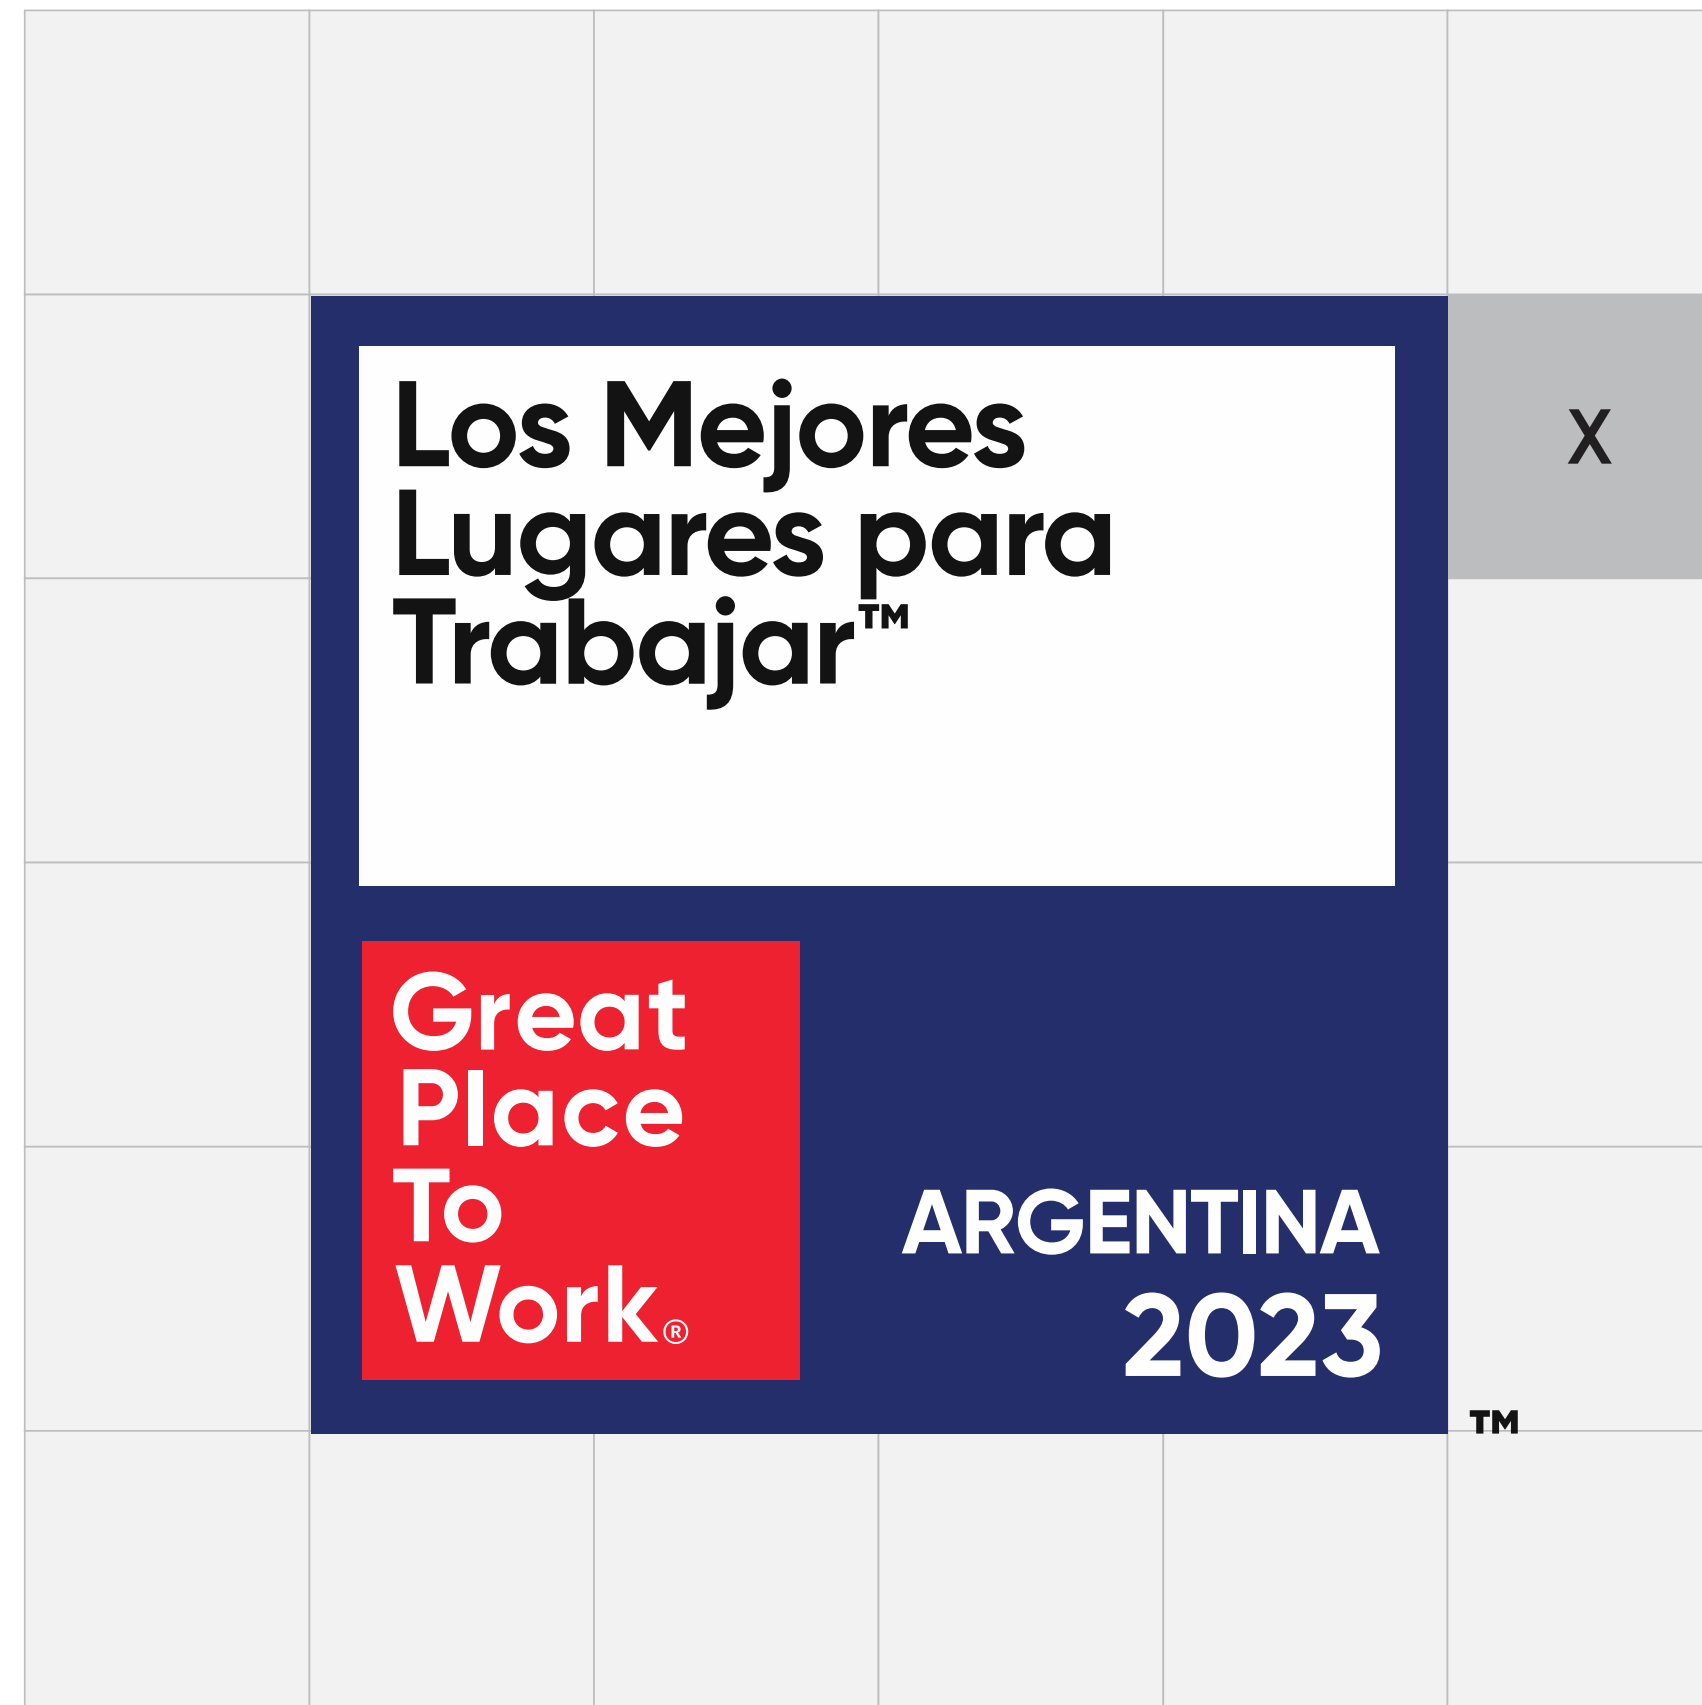 Los Mejores
Lugares para
Trabajar™
X
Great
Place
To
Work®
ARGENTINA
2023
™